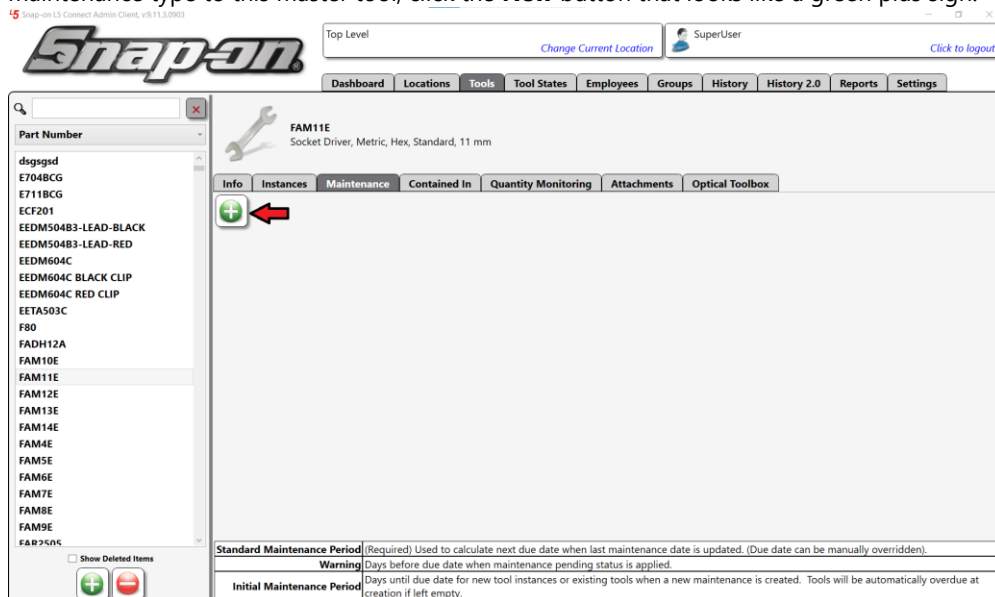 maintenance type to this master tool, click the New button that looks like a green plus sign.
Snap-on L5 Connect Admin Client, v:9.11.3.0903
Snap-on
Top Level
Change Current Location
SuperUser
Click to logout
Dashboard Locations Tools Tool States Employees Groups History History 2.0 Reports Settings
Part Number
dsgsgsd
E704BCG
E711BCG
ECF201
EEDM504B3-LEAD-BLACK
EEDM504B3-LEAD-RED
EEDM604C
EEDM604C BLACK CLIP
EEDM604C RED CLIP
EETA503C
F80
FADH12A
FAM10E
FAM11E
FAM12E
FAM13E
FAM14E
FAM4E
FAM5E
FAM6E
FAM7E
FAM8E
FAM9E
FAR2505
Show Deleted Items
FAM11E
Socket Driver, Metric, Hex, Standard, 11 mm
Info Instances Maintenance Contained In Quantity Monitoring Attachments Optical Toolbox
Standard Maintenance Period (Required) Used to calculate next due date when last maintenance date is updated. (Due date can be manually overridden).
Warning Days before due date when maintenance pending status is applied.
Initial Maintenance Period Days until due date for new tool instances or existing tools when a new maintenance is created. Tools will be automatically overdue at
creation if left empty.